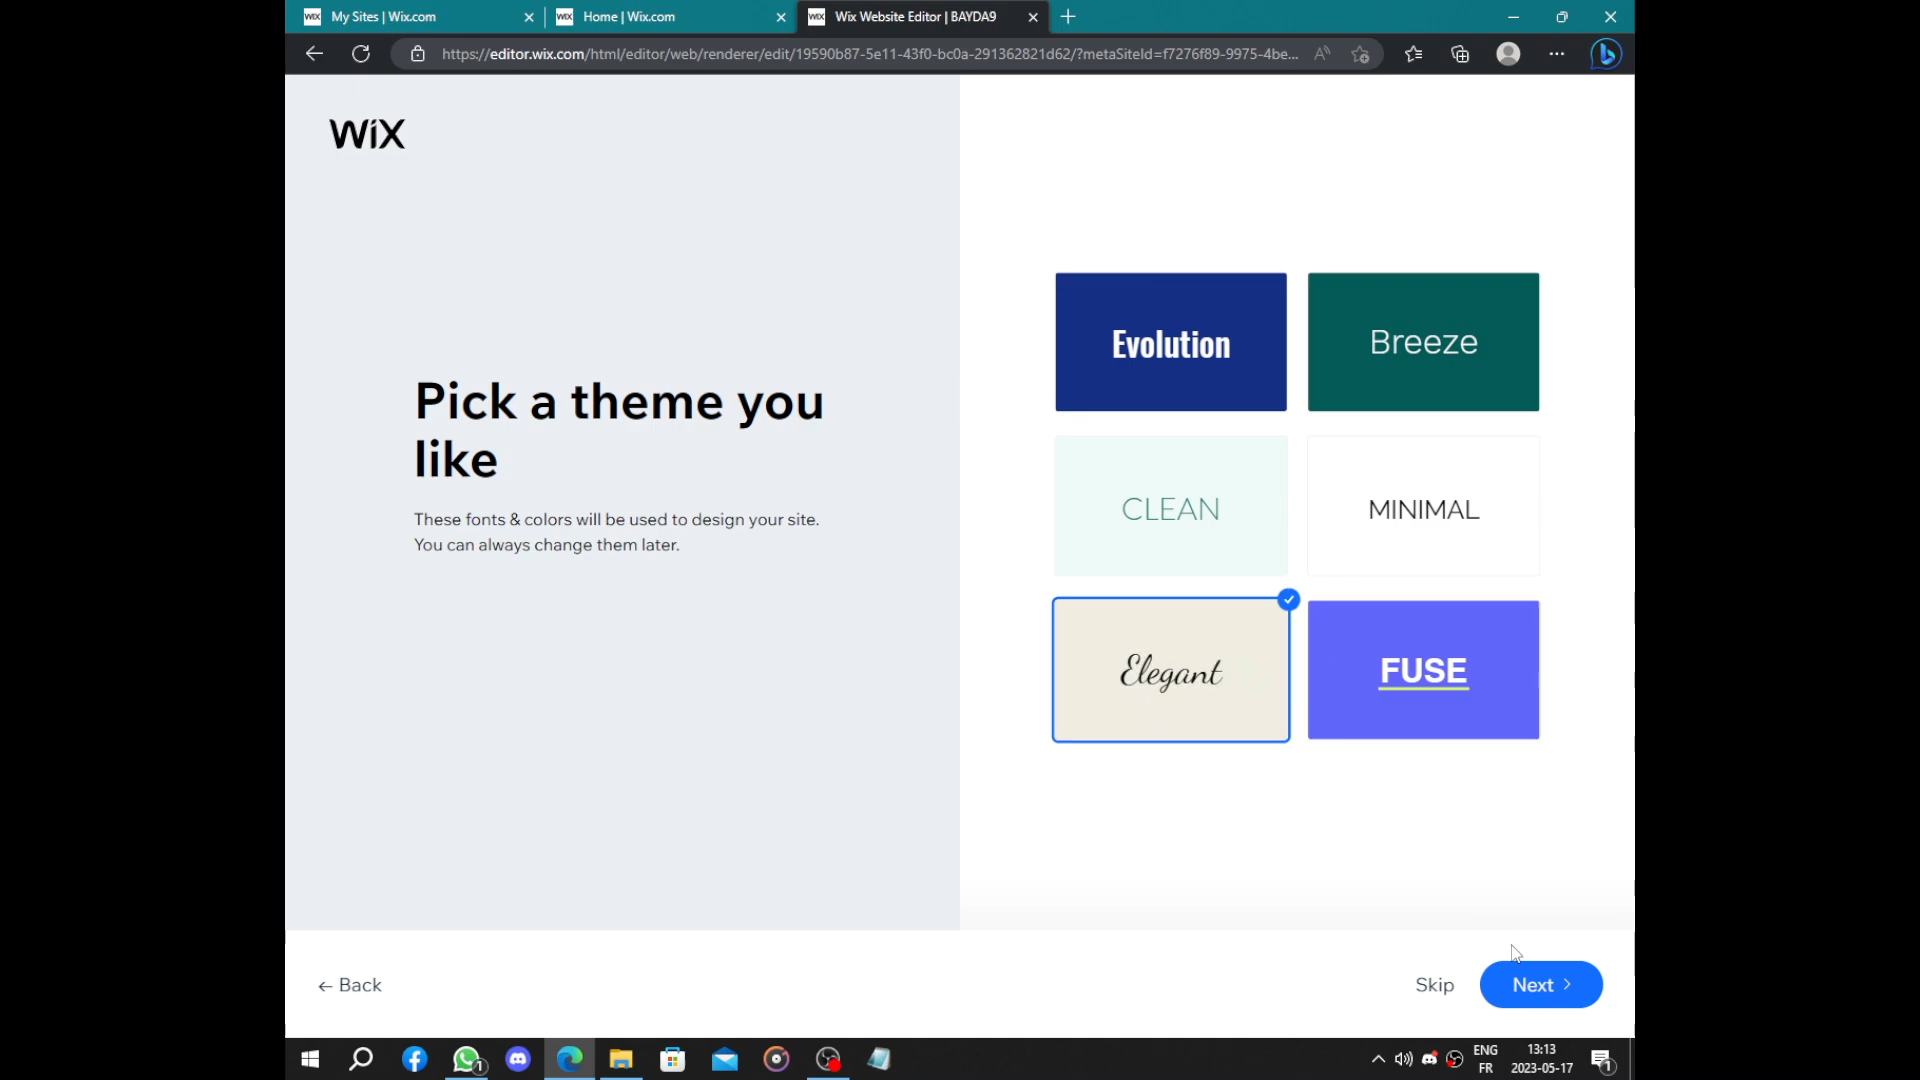 My Sites | Wix.com
Home | Wix.com
Wix Website Editor | BAYDA9
https://editor.wix.com/html/editor/web/renderer/edit/19590b87-5e11-43f0-bc0a-291362821d62/?metaSiteId=f7276f89-9975-4be...
WiX
Pick a theme you
like
These fonts & colors will be used to design your site.
You can always change them later.
Evolution
Breeze
CLEAN
MINIMAL
Elegant
FUSE
← Back
Skip
Next >
1
ENG
FR
13:13
2023-05-17
1